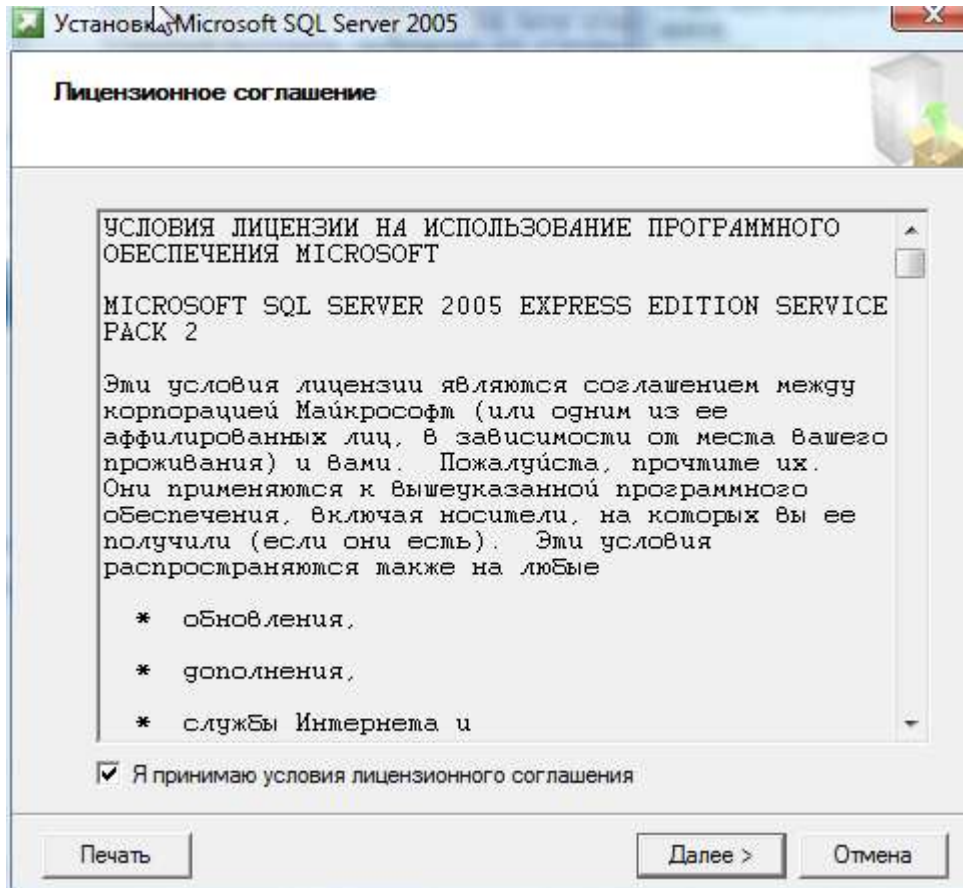 Установка Microsoft SQL Server 2005
Лицензионное соглашение
УСЛОВИЯ ЛИЦЕНЗИИ НА ИСПОЛЬЗОВАНИЕ ПРОГРАММНОГО
ОБЕСПЕЧЕНИЯ MICROSOFT
MICROSOFT SQL SERVER 2005 EXPRESS EDITION SERVICE
PACK 2
Эти условия лицензии являются соглашением между
корпорацией Майкрософт (или одним из ее
аффилированных лиц, в зависимости от места вашего
проживания) и вами.  Пожалуйста, прочтите их.
Они применяются к вышеуказанной программного
обеспечения, включая носители, на которых вы ее
получили (если они есть).  Эти условия
распространяются также на любые
* обновления,
* дополнения,
* службы Интернета и
Я принимаю условия лицензионного соглашения
Печать
Далее >
Отмена